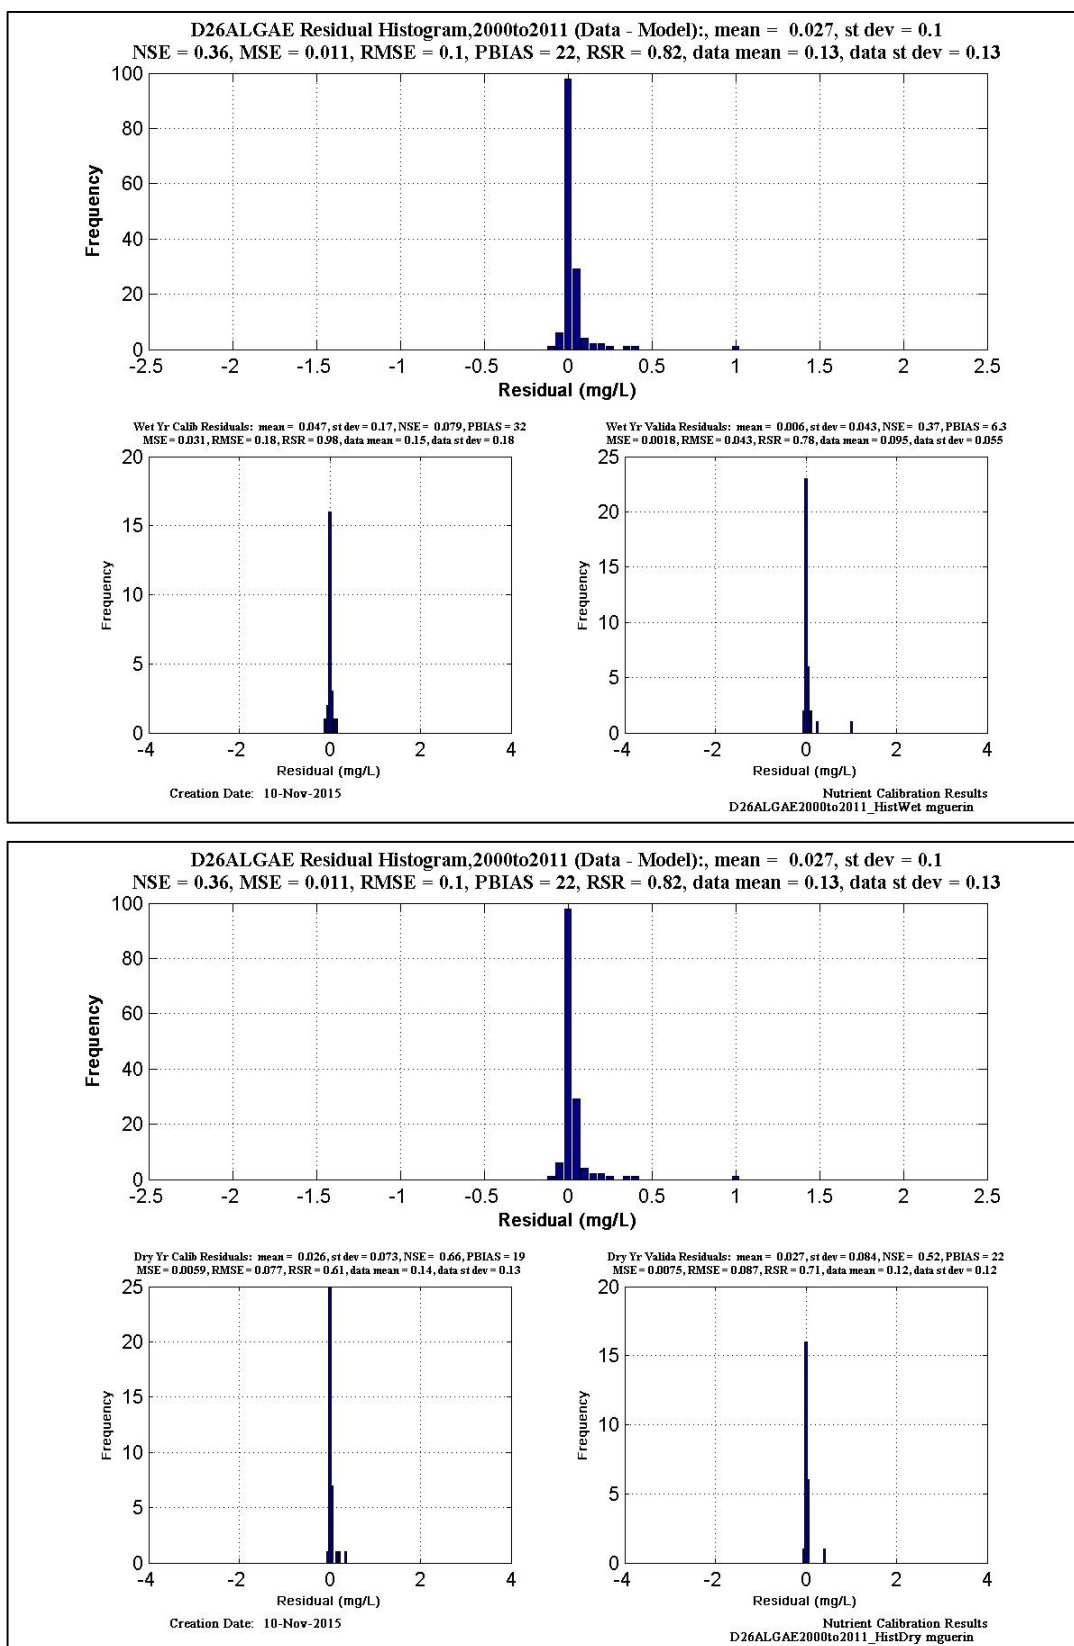 D26ALGAE Residual Histogram,2000to2011 (Data - Model):, mean = 0.027, st dev = 0.1
NSE = 0.36, MSE = 0.011, RMSE = 0.1, PBIAS = 22, RSR = 0.82, data mean = 0.13, data st dev = 0.13
100
80
60
40
20
0
Frequency
-2.5 -2 -1.5 -1 -0.5 0 0.5 1 1.5 2 2.5
Residual (mg/L)
Wet Yr Calib Residuals: mean = 0.047, st dev = 0.17, NSE = 0.079, PBIAS = 32
MSE = 0.031, RMSE = 0.18, RSR = 0.98, data mean = 0.15, data st dev = 0.18
20
15
10
5
0
Frequency
-4 -2 0 2 4
Residual (mg/L)
Wet Yr Valida Residuals: mean = 0.006, st dev = 0.043, NSE = 0.37, PBIAS = 6.3
MSE = 0.0018, RMSE = 0.043, RSR = 0.78, data mean = 0.095, data st dev = 0.055
25
20
15
10
5
0
Frequency
-4 -2 0 2 4
Residual (mg/L)
Creation Date: 10-Nov-2015
Nutrient Calibration Results
D26ALGAE2000to2011_HistWet mguerin
D26ALGAE Residual Histogram,2000to2011 (Data - Model):, mean = 0.027, st dev = 0.1
NSE = 0.36, MSE = 0.011, RMSE = 0.1, PBIAS = 22, RSR = 0.82, data mean = 0.13, data st dev = 0.13
100
80
60
40
20
0
Frequency
-2.5 -2 -1.5 -1 -0.5 0 0.5 1 1.5 2 2.5
Residual (mg/L)
Dry Yr Calib Residuals: mean = 0.026, st dev = 0.073, NSE = 0.66, PBIAS = 19
MSE = 0.0059, RMSE = 0.077, RSR = 0.61, data mean = 0.14, data st dev = 0.13
25
20
15
10
5
0
Frequency
-4 -2 0 2 4
Residual (mg/L)
Dry Yr Valida Residuals: mean = 0.027, st dev = 0.084, NSE = 0.52, PBIAS = 22
MSE = 0.0075, RMSE = 0.087, RSR = 0.71, data mean = 0.12, data st dev = 0.12
20
15
10
5
0
Frequency
-4 -2 0 2 4
Residual (mg/L)
Creation Date: 10-Nov-2015
Nutrient Calibration Results
D26ALGAE2000to2011_HistDry mguerin